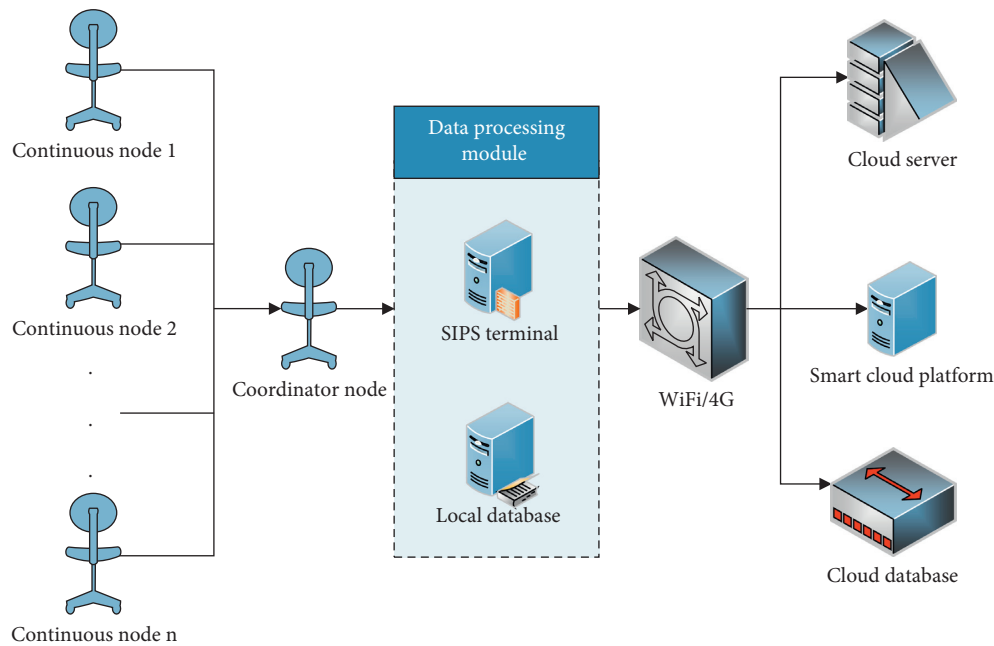 Continuous node 1
Continuous node 2
.
.
.
Continuous node n
Coordinator node
Data processing
module
SIPS terminal
Local database
WiFi/4G
Cloud server
Smart cloud platform
Cloud database